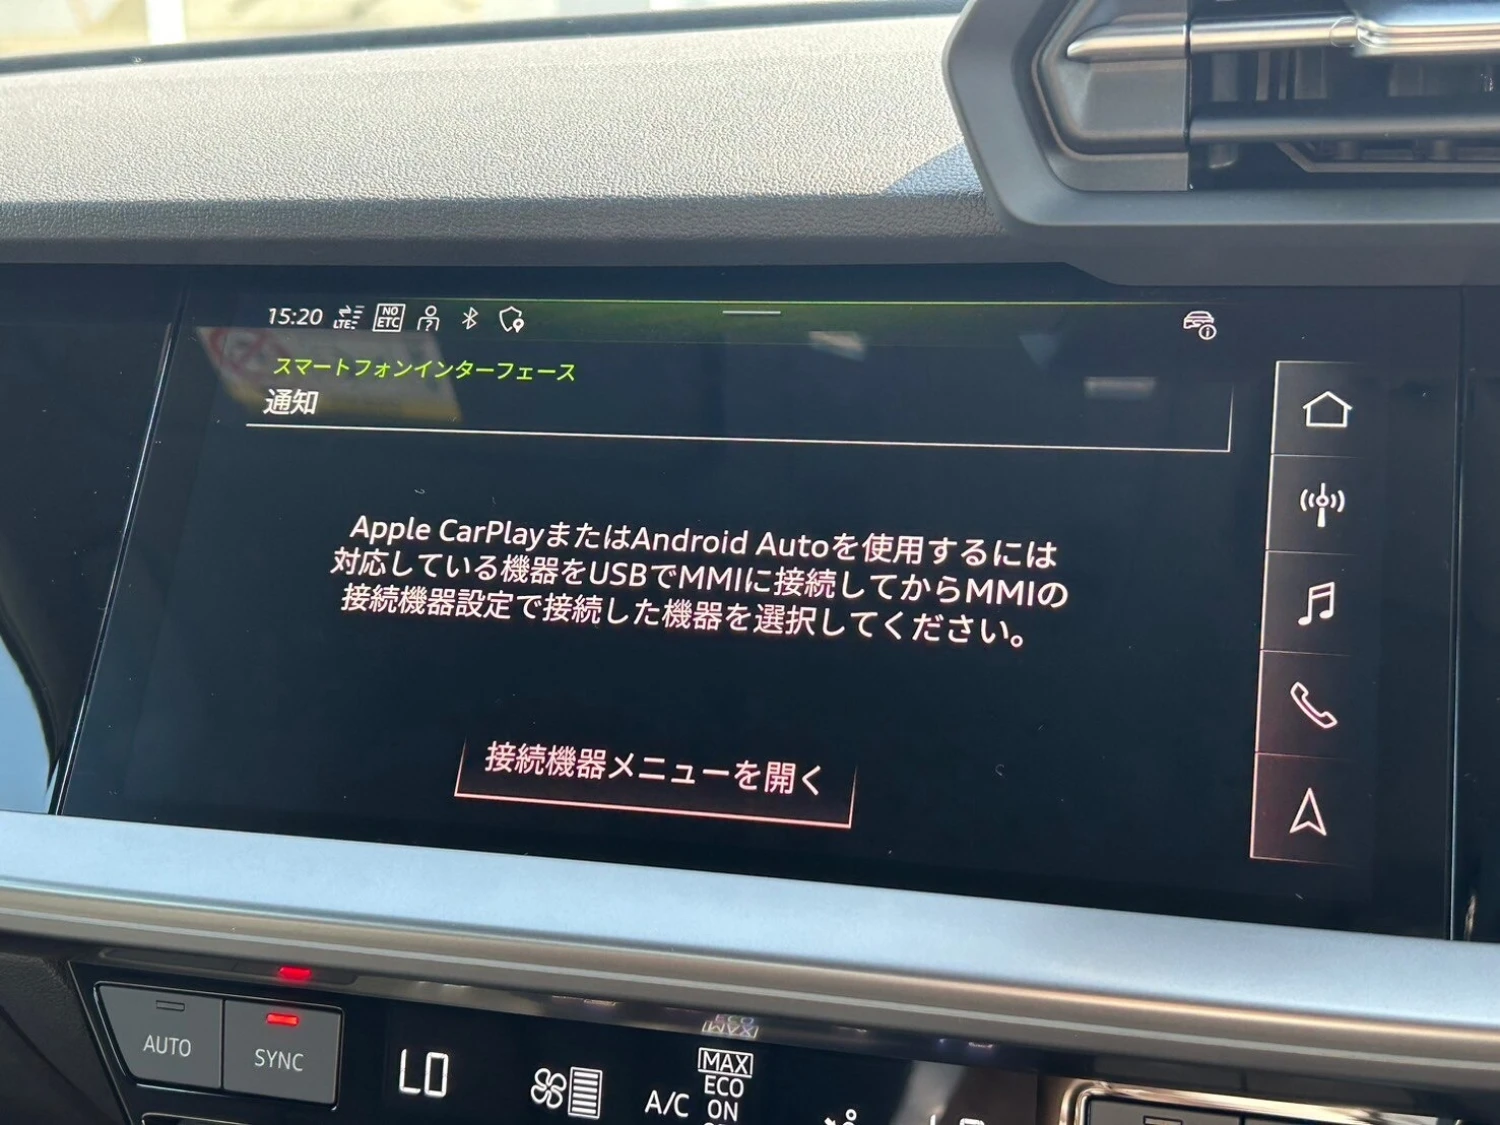 15:20 LTE NO ETC
スマートフォンインターフェース
通知
Apple CarPlayまたはAndroid Autoを使用するには
対応している機器をUSBでMMIに接続してからMMIの
接続機器設定で接続した機器を選択してください。
接続機器メニューを開く
AUTO
SYNC
LO
A/C
MAX
ECO
ON